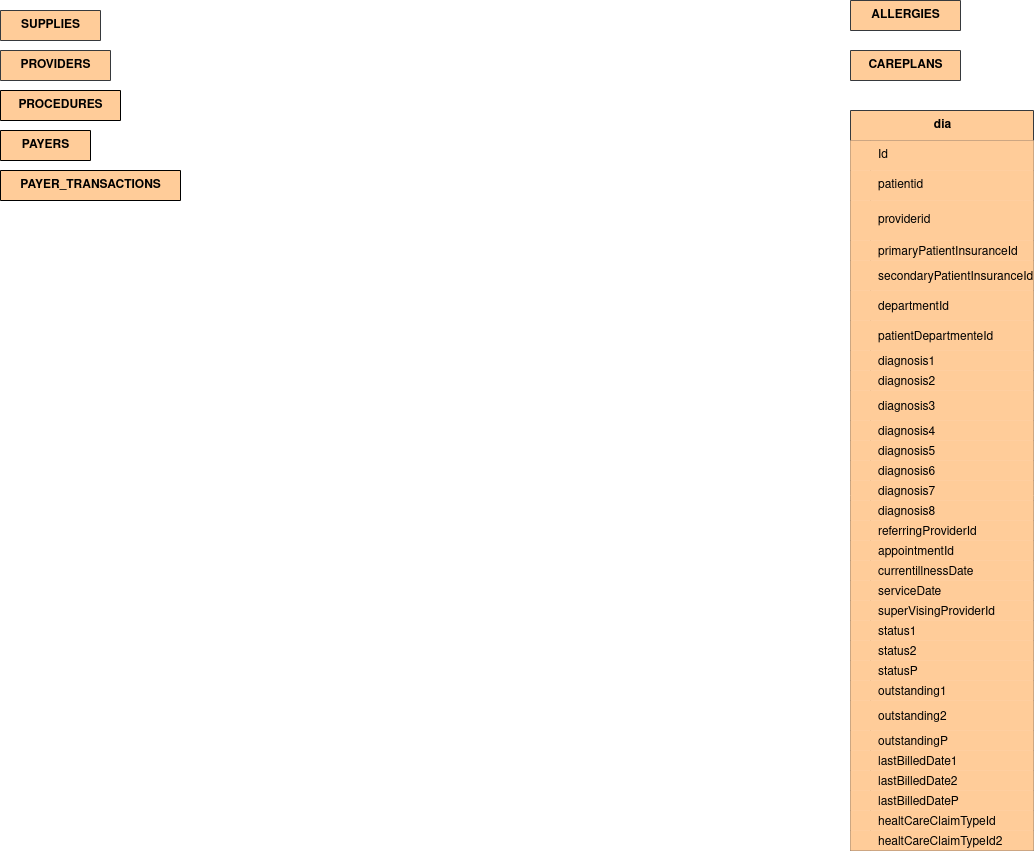 SUPPLIES
PROVIDERS
PROCEDURES
PAYERS
PAYER_TRANSACTIONS
ALLERGIES
CAREPLANS
dia
Id
patientid
providerid
primaryPatientInsuranceId
secondaryPatientInsuranceId
departmentId
patientDepartmenteId
diagnosis1
diagnosis2
diagnosis3
diagnosis4
diagnosis5
diagnosis6
diagnosis7
diagnosis8
referringProviderId
appointmentId
currentillnessDate
serviceDate
superVisingProviderId
status1
status2
statusP
outstanding1
outstanding2
outstandingP
lastBilledDate1
lastBilledDate2
lastBilledDateP
healtCareClaimTypeId
healtCareClaimTypeId2